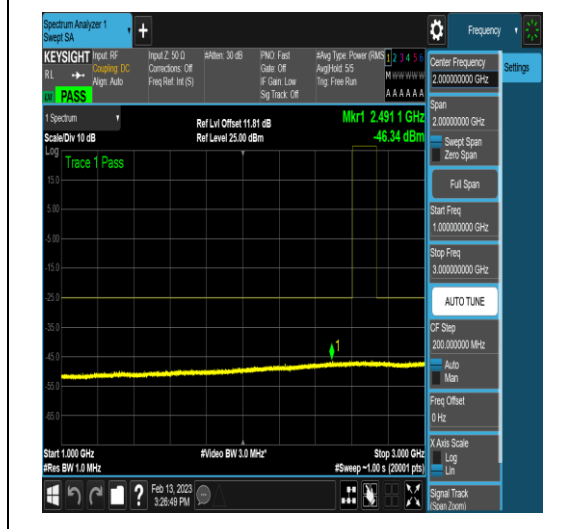 Spectrum Analyzer 1
Swept SA
+
Frequency
KEYSIGHT
RL
PASS
Input: RF
Coupling: DC
Align: Auto
Input Z: 50 Ω
Corrections: Off
Freq Ref: Int (S)
#Atten: 30 dB
PNO: Fast
Gate: Off
IF Gain: Low
Sig Track: Off
#Avg Type: Power (RMS
Avg|Hold: 5/5
Trig: Free Run
1 2 3 4 5 6
M W W W W W
A A A A A A
1 Spectrum
Scale/Div 10 dB
Ref Lvl Offset 11.81 dB
Ref Level 25.00 dBm
Mkr1 2.491 1 GHz
-46.34 dBm
Log
Trace 1 Pass
15.0
5.00
-5.00
-15.0
-25.0
-35.0
-45.0
-55.0
-65.0
1
Start 1.000 GHz
#Res BW 1.0 MHz
#Video BW 3.0 MHz*
Stop 3.000 GHz
#Sweep ~1.00 s (20001 pts)
?
Feb 13, 2023
3:26:49 PM
Center Frequency
2.000000000 GHz
Settings
Span
2.00000000 GHz
Swept Span
Zero Span
Full Span
Start Freq
1.000000000 GHz
Stop Freq
3.000000000 GHz
AUTO TUNE
CF Step
200.000000 MHz
Auto
Man
Freq Offset
0 Hz
X Axis Scale
Log
Lin
Signal Track
(Span Zoom)